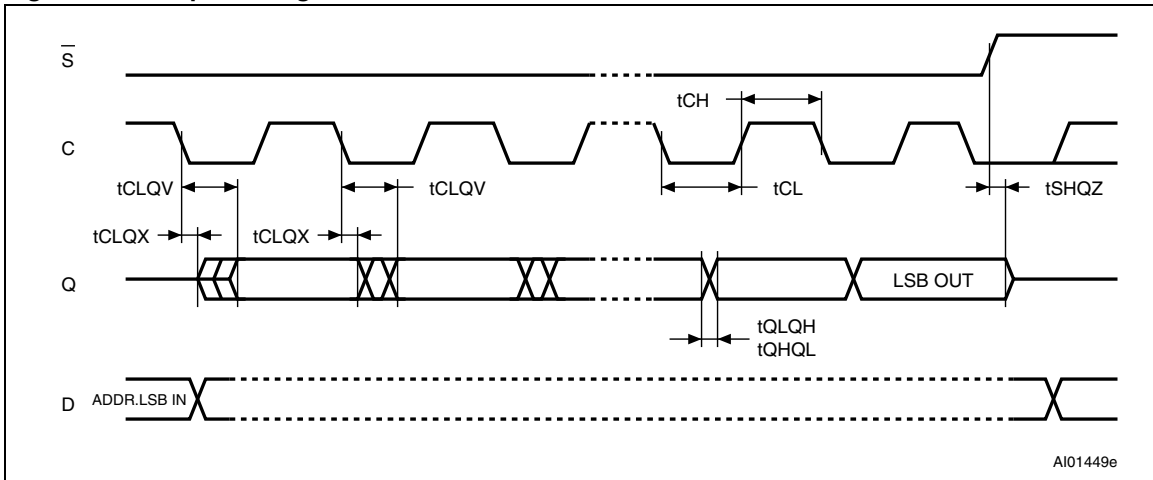 S̅
tCH
C
tCLQV
tCLQV
tCL
tSHQZ
tCLQX
tCLQX
Q
LSB OUT
tQLQH
tQHQL
D
ADDR.LSB IN
AI01449e